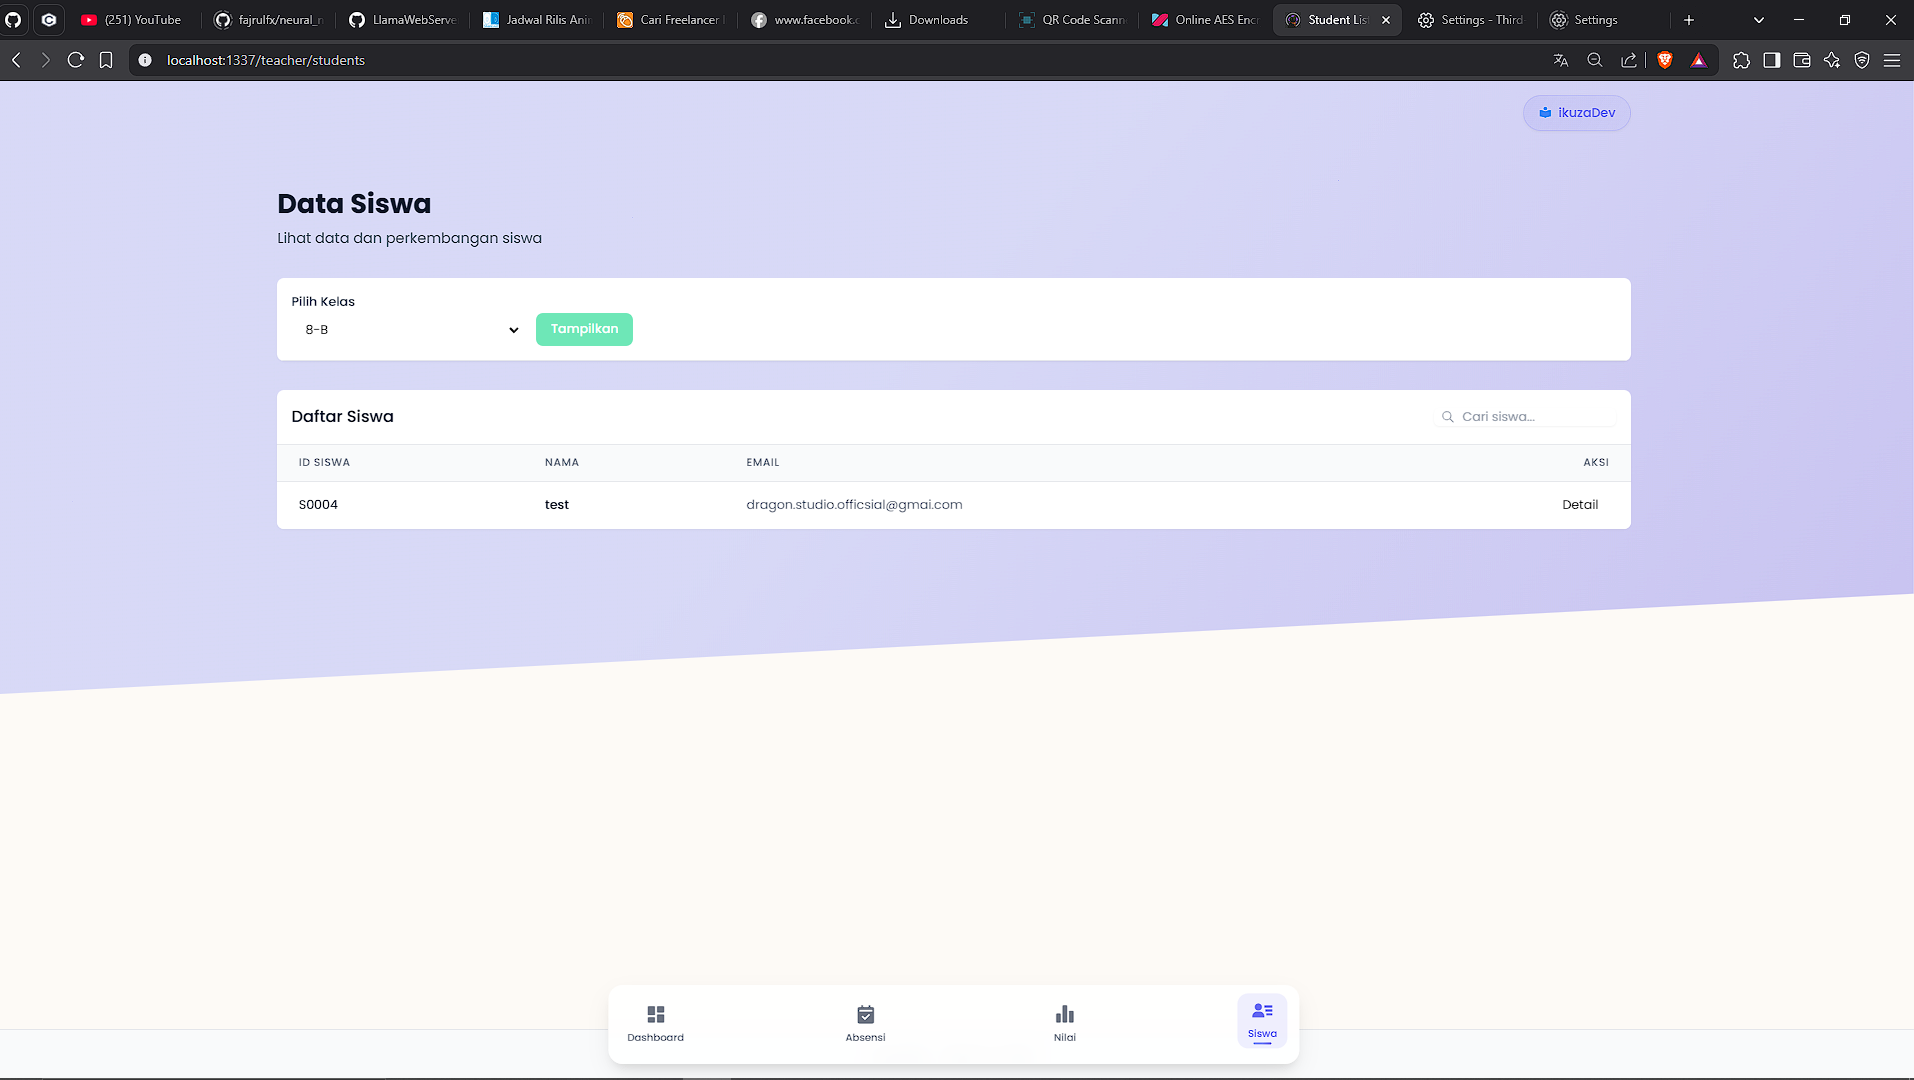 (251) YouTube
fajrulfx/neural_n
LlamaWebServe
Jadwal Rilis Anim
Cari Freelancer
www.facebook.c
Downloads
QR Code Scann
Online AES Enc
Student Lis
Settings - Third
Settings
localhost:1337/teacher/students
ikuzaDev
Data Siswa
Lihat data dan perkembangan siswa
Pilih Kelas
8-B
Tampilkan
Daftar Siswa
Cari siswa...
ID SISWA NAMA EMAIL AKSI
S0004 test dragon.studio.officsial@gmai.com Detail
Dashboard
Absensi
Nilai
Siswa